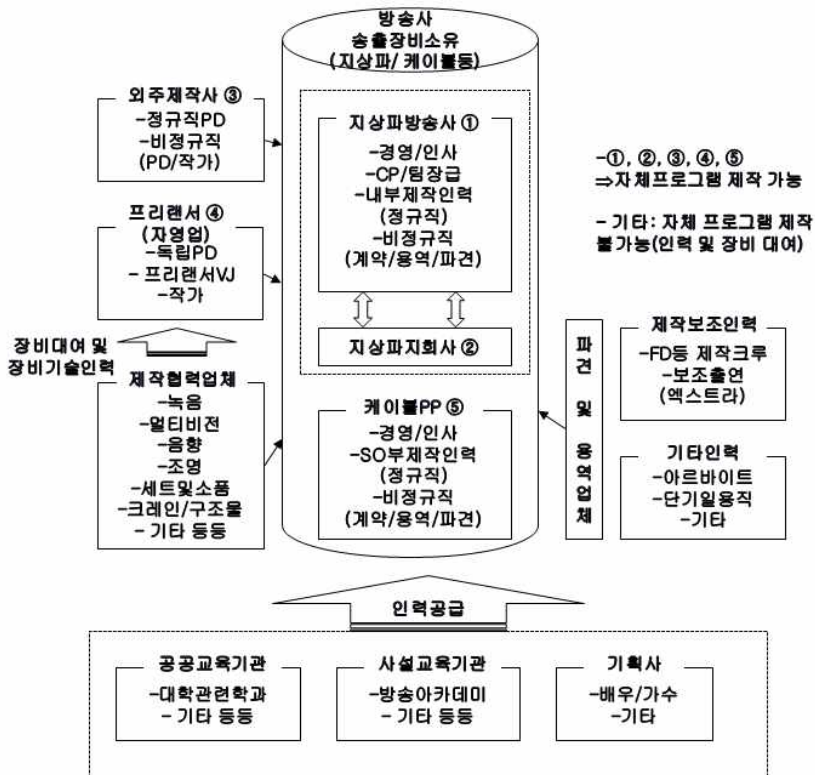 방송사
송출장비소유
(지상파/ 케이블등)
외주제작사 ③
-정규직PD
-비정규직
(PD/작가)
지상파방송사 ①
-경영/인사
-CP/팀장급
-내부제작인력
(정규직)
-비정규직
(계약/용역/파견)
-①, ②, ③, ④, ⑤
⇒자체프로그램 제작 가능
- 기타: 자체 프로그램 제작
불가능(인력 및 장비 대여)
프리랜서 ④
(자영업)
-독립PD
- 프리랜서VJ
-작가
지상파지회사 ②
장비대여 및
장비기술인력
제작협력업체
-녹음
-멀티비전
-음향
-조명
-세트및소품
-크레인/구조물
- 기타 등등
케이블PP ⑤
-경영/인사
-SO부제작인력
(정규직)
-비정규직
(계약/용역/파견)
파견 및 용역업체
제작보조인력
-FD등 제작크루
-보조출연
(엑스트라)
기타인력
-아르바이트
-단기일용직
-기타
인력공급
공공교육기관
-대학관련학과
- 기타 등등
사설교육기관
-방송아카데미
- 기타 등등
기획사
-배우/가수
-기타